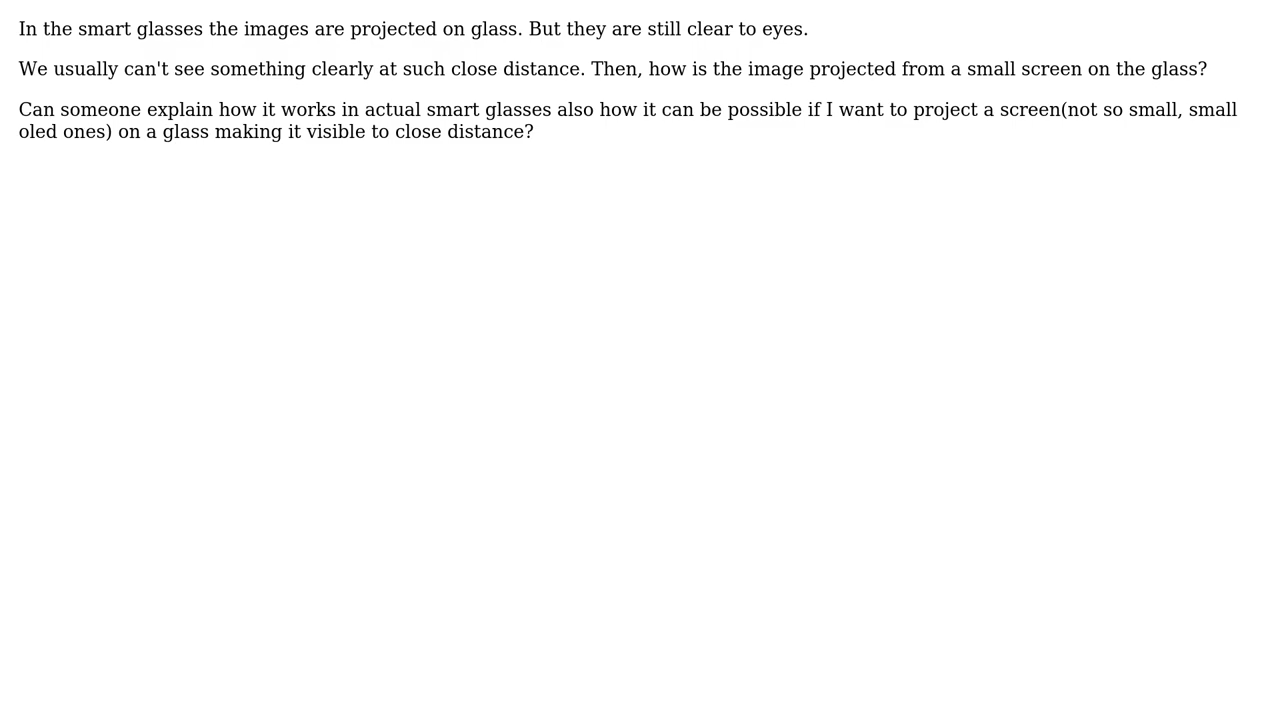 In the smart glasses the images are projected on glass. But they are still clear to eyes.
We usually can't see something clearly at such close distance. Then, how is the image projected from a small screen on the glass?
Can someone explain how it works in actual smart glasses also how it can be possible if I want to project a screen(not so small, small
oled ones) on a glass making it visible to close distance?